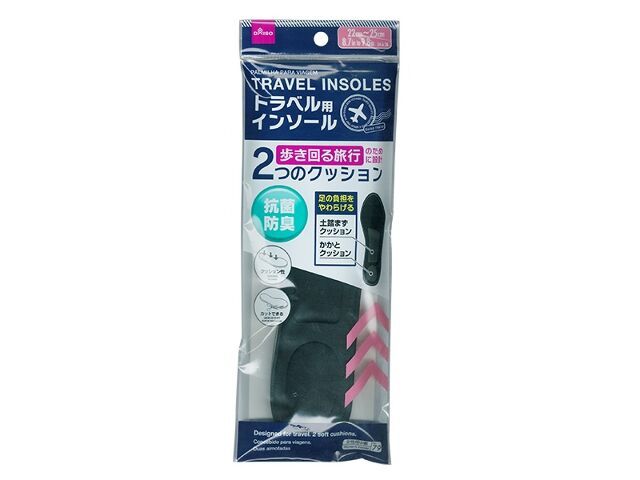 DAISO
22cm～25cm
PALMILHA PARA VIAGEM
TRAVEL INSOLES
トラベル用
インソール
歩き回る旅行のために設計
2つのクッション
抗菌
防臭
足の負担を
やわらげる
土踏まず
クッション
かかと
クッション
クッション性
カットできる
Designed for travel. 2 soft cushions.
Concebido para viagens.
Duas almofadas